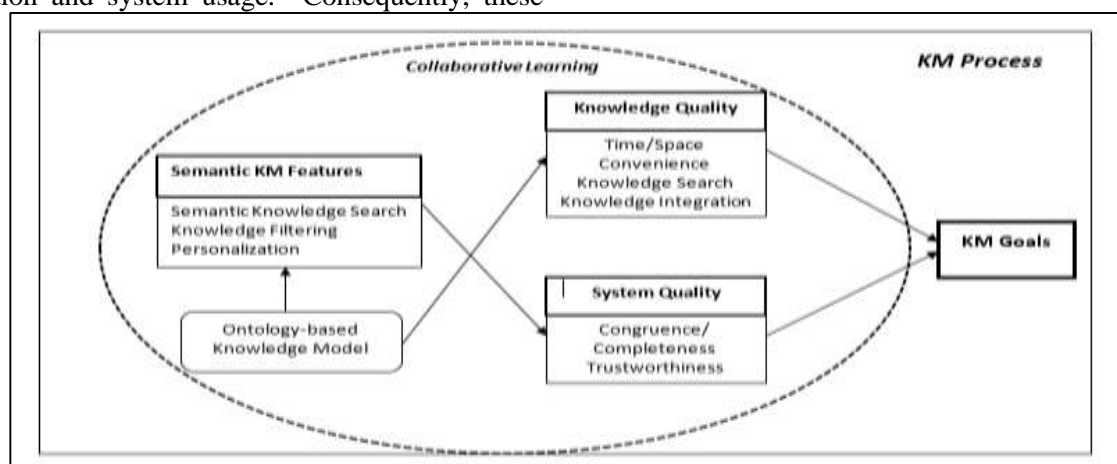 tion and system usage. Consequently, these
KM Process
Collaborative Learning
Semantic KM Features
Semantic Knowledge Search
Knowledge Filtering
Personalization
Ontology-based
Knowledge Model
Knowledge Quality
Time/Space
Convenience
Knowledge Search
Knowledge Integration
System Quality
Congruence/
Completeness
Trustworthiness
KM Goals